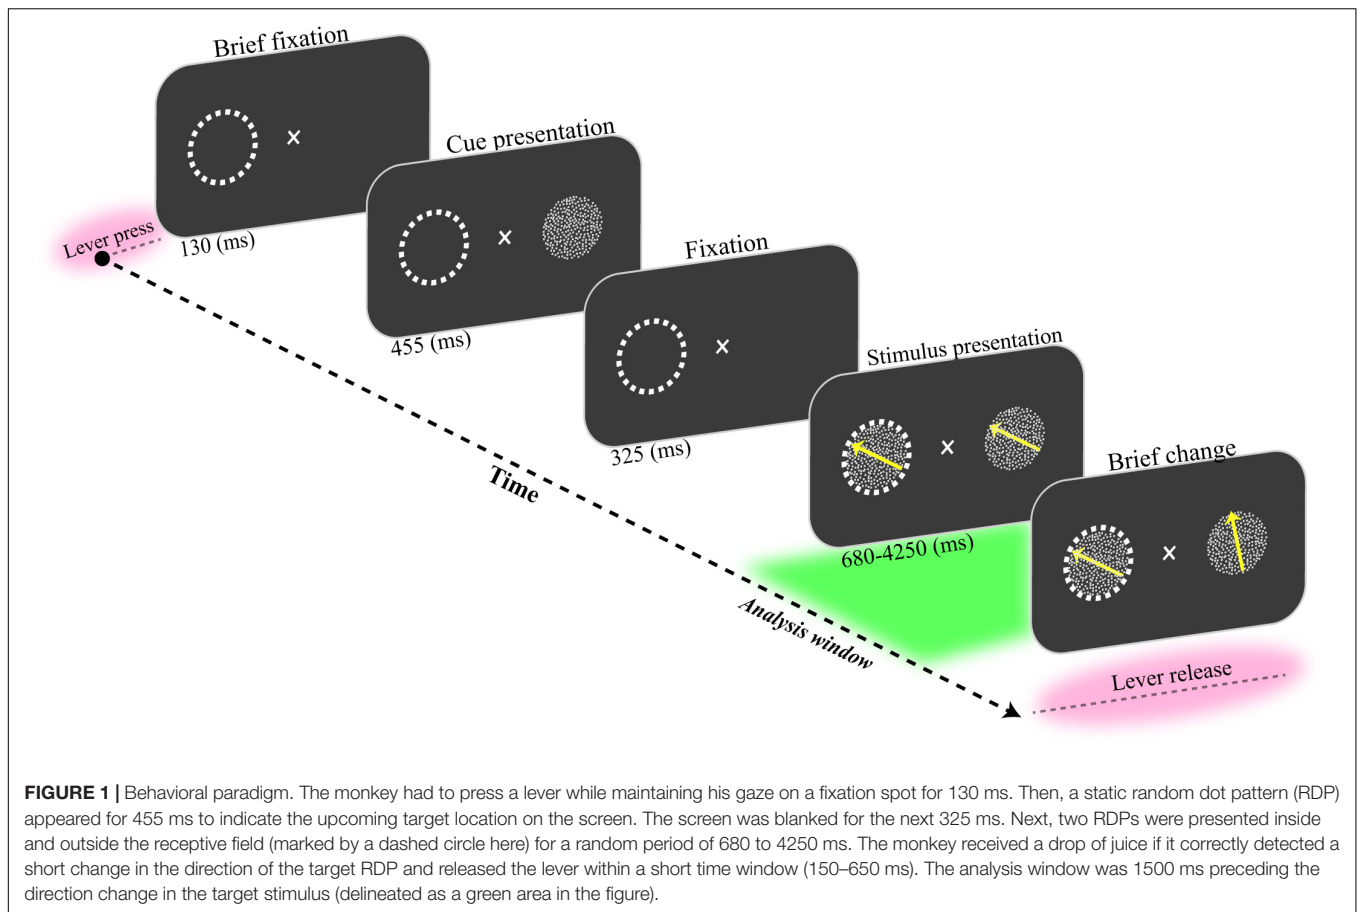 Brief fixation
Cue presentation
Lever press
130 (ms)
Fixation
455 (ms)
Stimulus presentation
325 (ms)
Brief change
Time
680-4250 (ms)
Analysis window
Lever release
FIGURE 1 | Behavioral paradigm. The monkey had to press a lever while maintaining his gaze on a fixation spot for 130 ms. Then, a static random dot pattern (RDP)
appeared for 455 ms to indicate the upcoming target location on the screen. The screen was blanked for the next 325 ms. Next, two RDPs were presented inside
and outside the receptive field (marked by a dashed circle here) for a random period of 680 to 4250 ms. The monkey received a drop of juice if it correctly detected a
short change in the direction of the target RDP and released the lever within a short time window (150–650 ms). The analysis window was 1500 ms preceding the
direction change in the target stimulus (delineated as a green area in the figure).